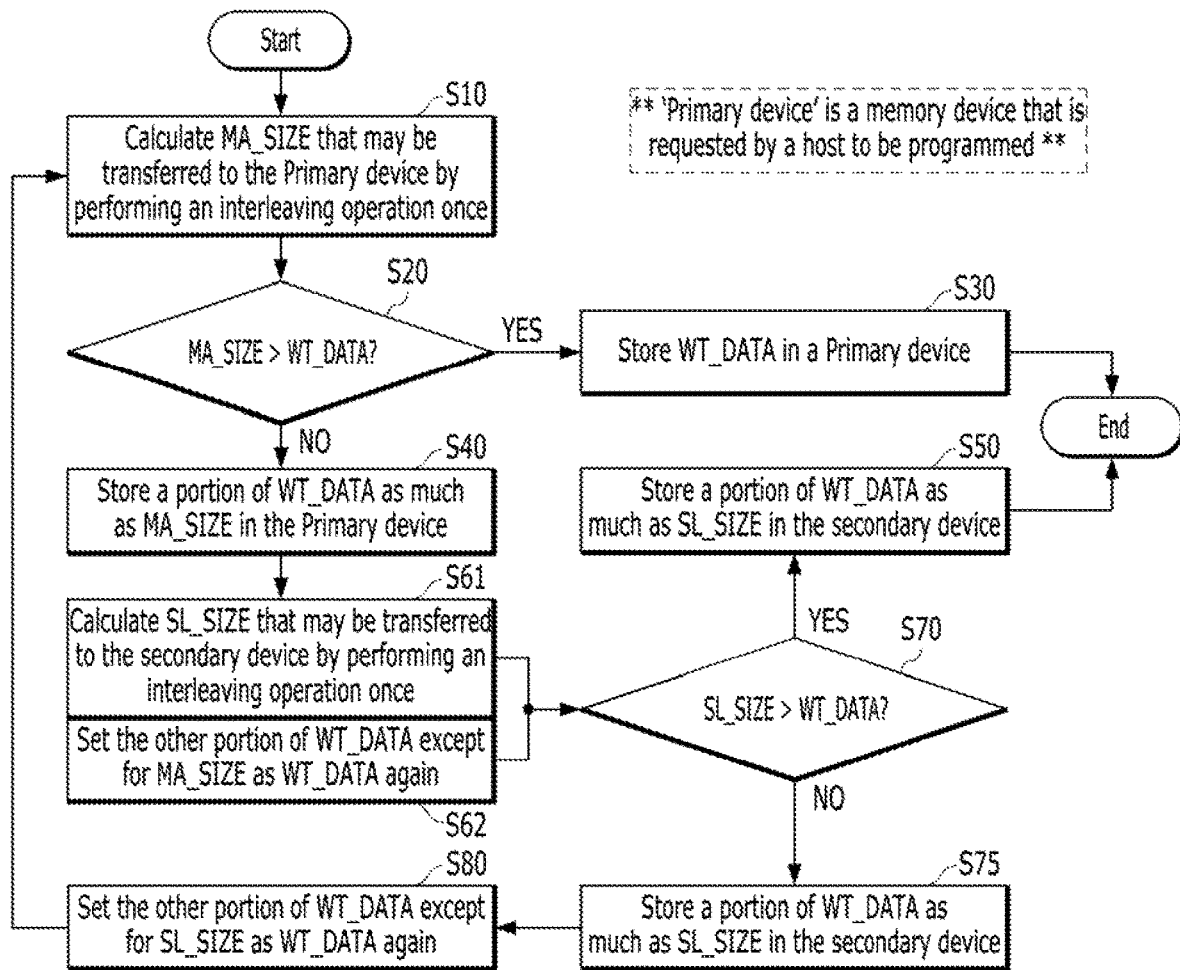 Start
S10
Calculate MA_SIZE that may be
transferred to the Primary device by
performing an interleaving operation once
** 'Primary device' is a memory device that is
requested by a host to be programmed **
S20
MA_SIZE > WT_DATA?
YES
S30
Store WT_DATA in a Primary device
End
NO
S40
Store a portion of WT_DATA as much
as MA_SIZE in the Primary device
S50
Store a portion of WT_DATA as
much as SL_SIZE in the secondary device
S61
Calculate SL_SIZE that may be transferred
to the secondary device by performing an
interleaving operation once
Set the other portion of WT_DATA except
for MA_SIZE as WT_DATA again
S62
YES
S70
SL_SIZE > WT_DATA?
NO
S75
Store a portion of WT_DATA as
much as SL_SIZE in the secondary device
S80
Set the other portion of WT_DATA except
for SL_SIZE as WT_DATA again